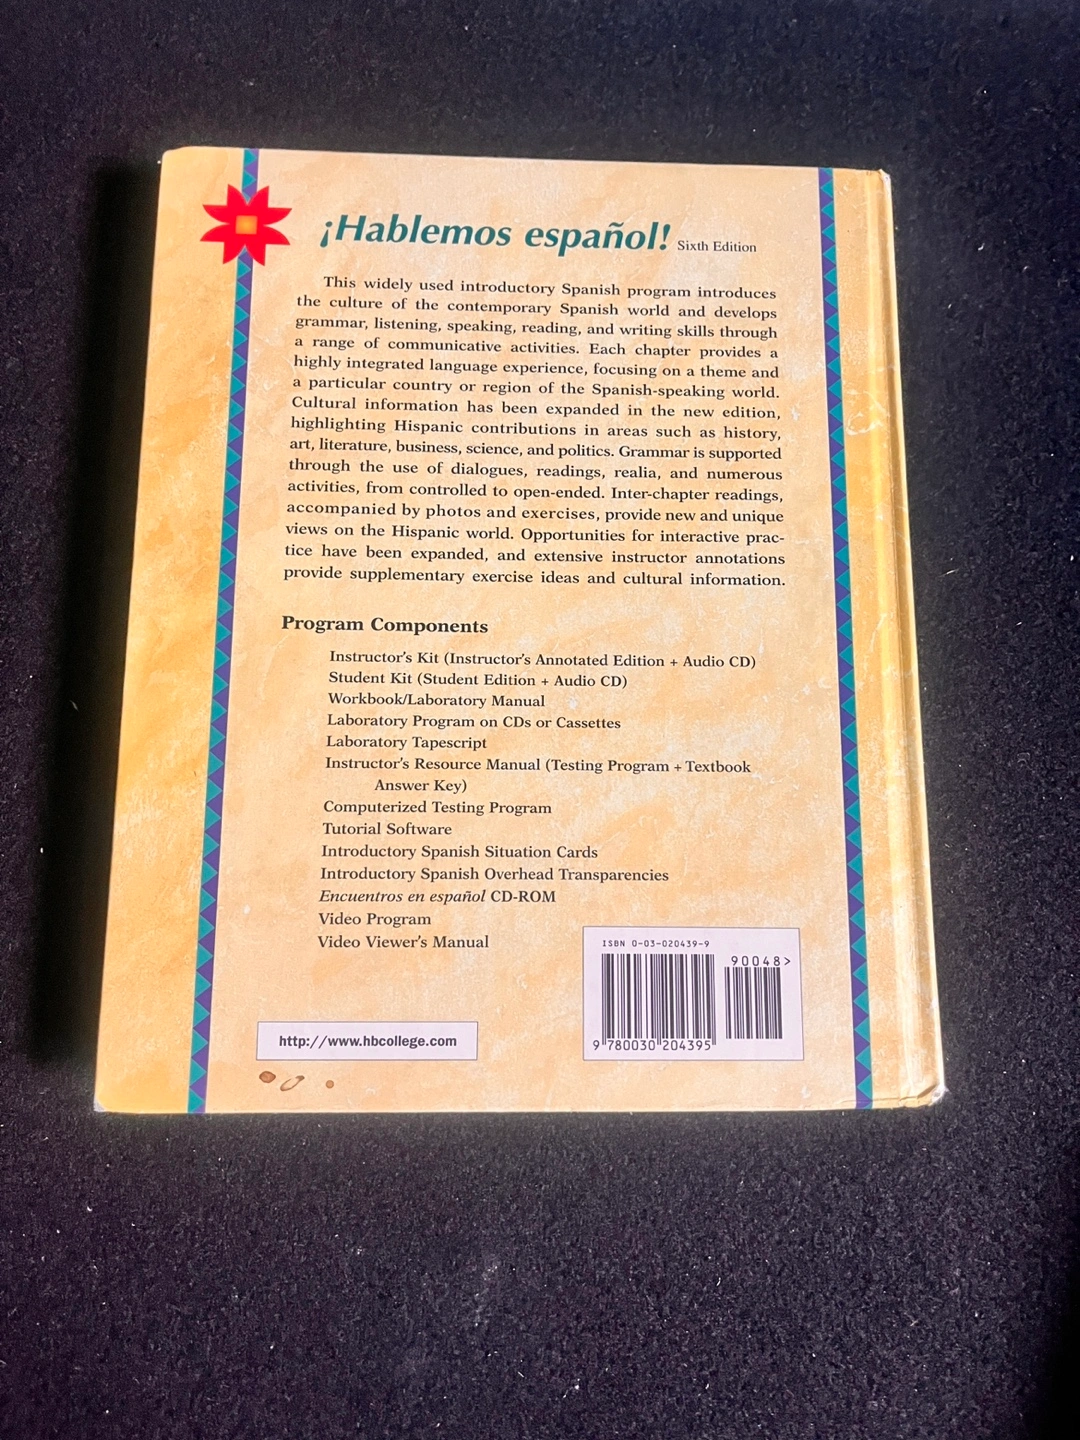 ¡Hablemos español! Sixth Edition
This widely used introductory Spanish program introduces
the culture of the contemporary Spanish world and develops
grammar, listening, speaking, reading, and writing skills through
a range of communicative activities. Each chapter provides a
highly integrated language experience, focusing on a theme and
a particular country or region of the Spanish-speaking world.
Cultural information has been expanded in the new edition,
highlighting Hispanic contributions in areas such as history,
art, literature, business, science, and politics. Grammar is supported
through the use of dialogues, readings, realia, and numerous
activities, from controlled to open-ended. Inter-chapter readings,
accompanied by photos and exercises, provide new and unique
views on the Hispanic world. Opportunities for interactive prac-
tice have been expanded, and extensive instructor annotations
provide supplementary exercise ideas and cultural information.
Program Components
Instructor's Kit (Instructor's Annotated Edition + Audio CD)
Student Kit (Student Edition + Audio CD)
Workbook/Laboratory Manual
Laboratory Program on CDs or Cassettes
Laboratory Tapescript
Instructor's Resource Manual (Testing Program + Textbook
Answer Key)
Computerized Testing Program
Tutorial Software
Introductory Spanish Situation Cards
Introductory Spanish Overhead Transparencies
Encuentros en español CD-ROM
Video Program
Video Viewer's Manual
ISBN 0-03-020439-9
90048>
9 780030 204395
http://www.hbcollege.com